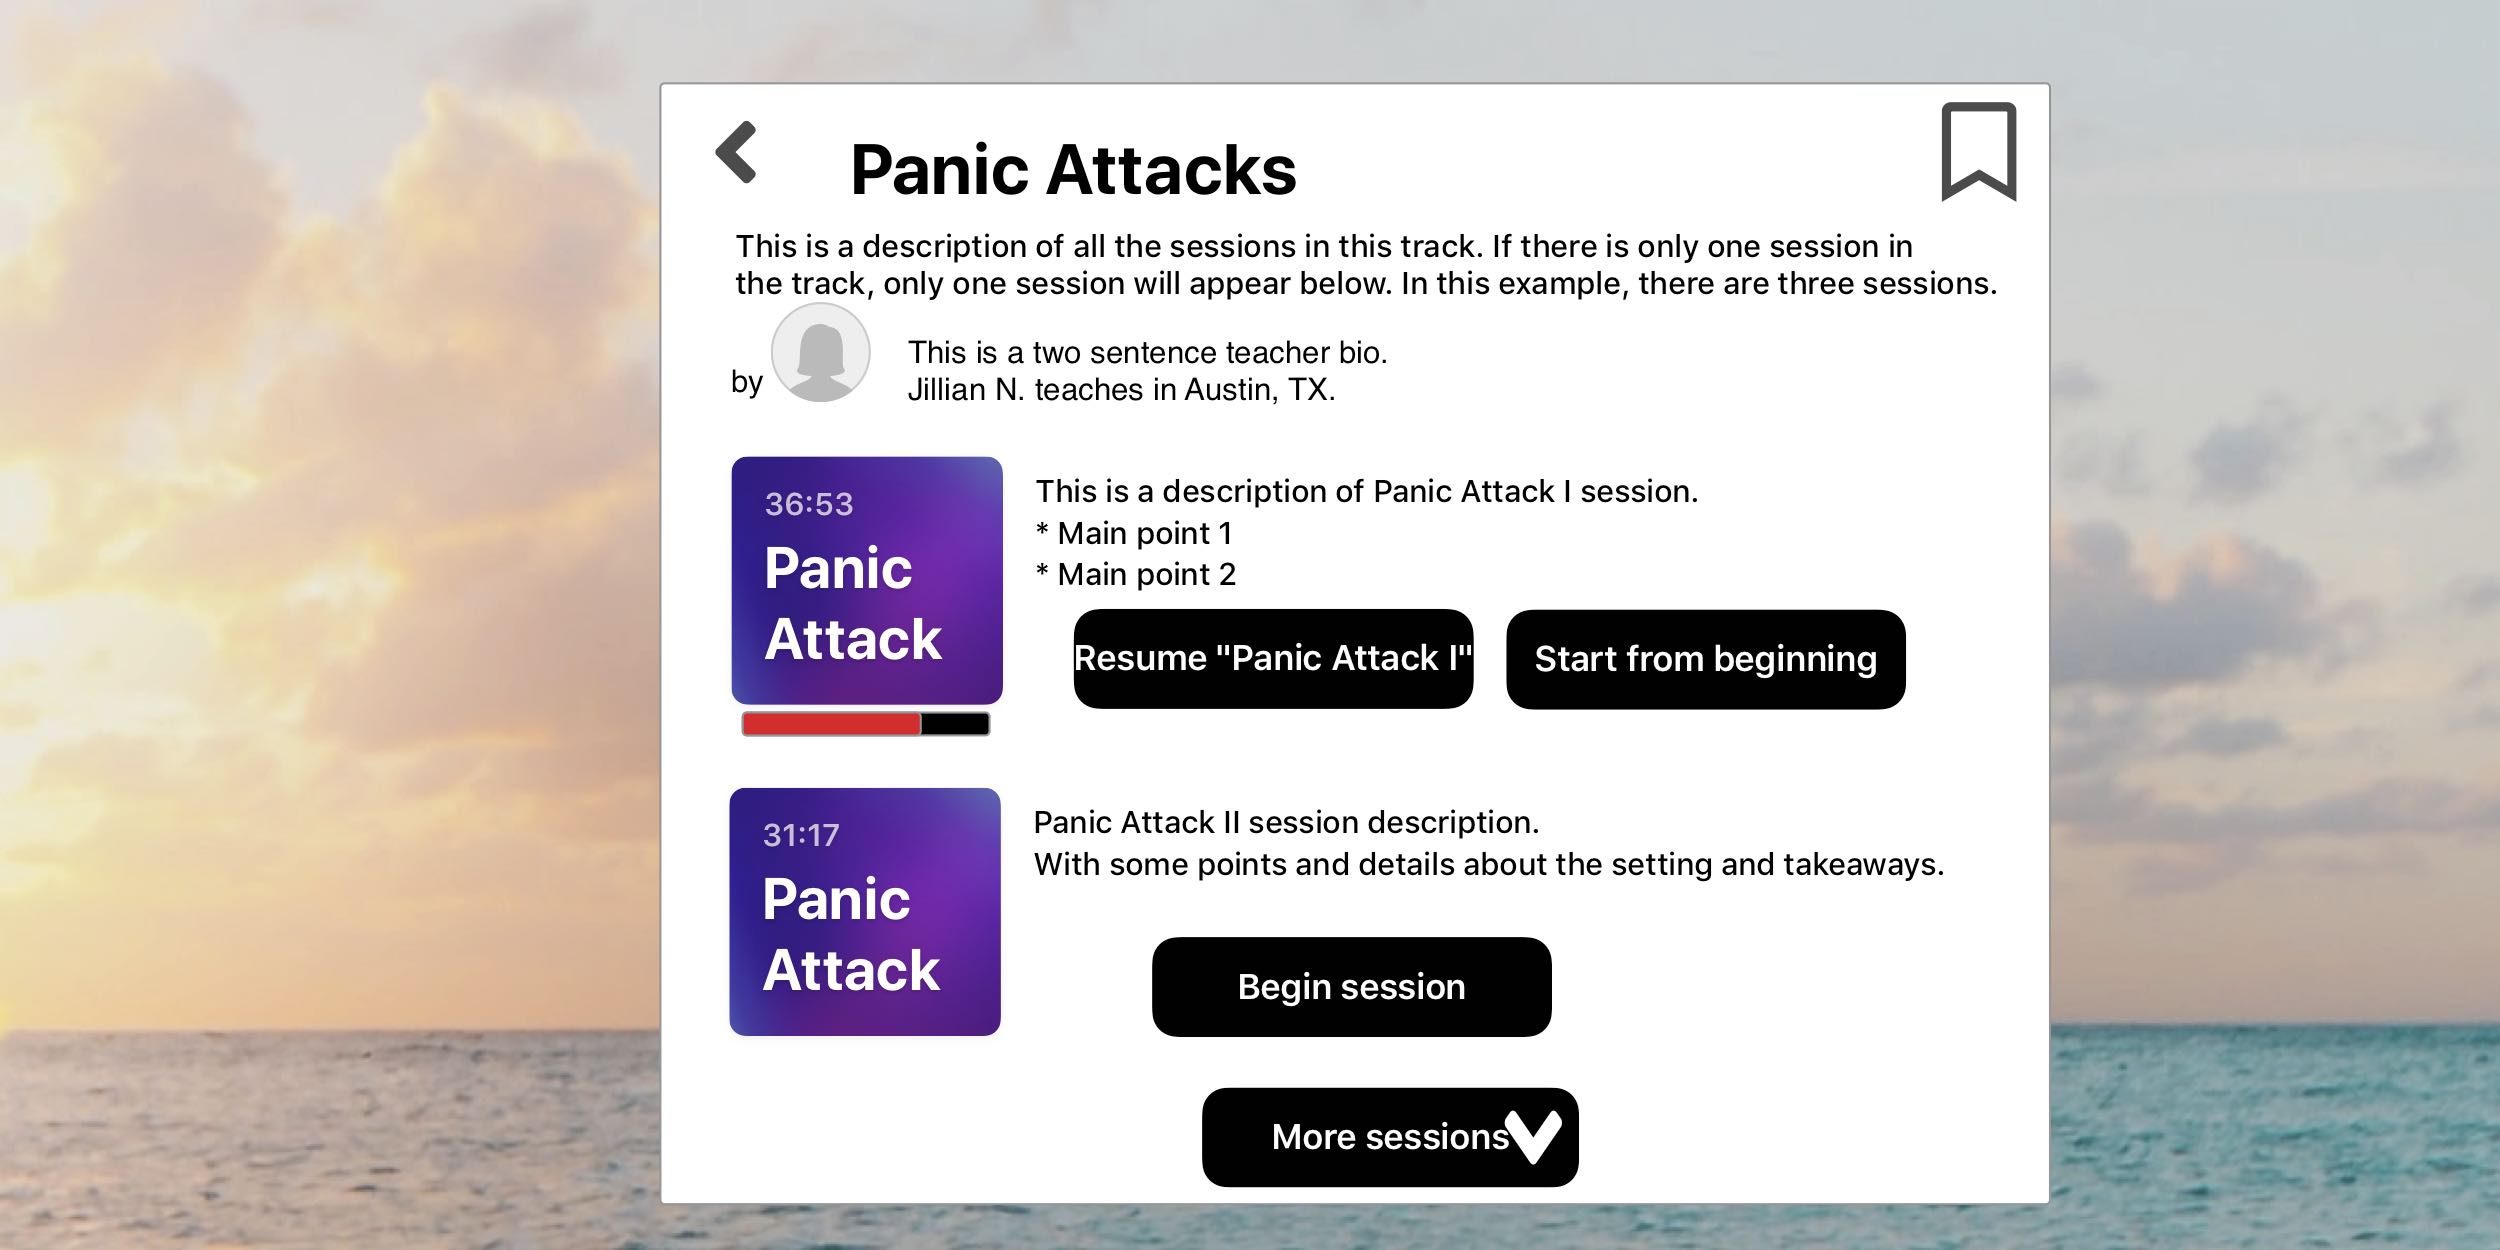 Panic Attacks
This is a description of all the sessions in this track. If there is only one session in
the track, only one session will appear below. In this example, there are three sessions.
by
This is a two sentence teacher bio.
Jillian N. teaches in Austin, TX.
36:53
Panic
Attack
This is a description of Panic Attack I session.
* Main point 1
* Main point 2
Resume "Panic Attack I"
Start from beginning
31:17
Panic
Attack
Panic Attack II session description.
With some points and details about the setting and takeaways.
Begin session
More sessions